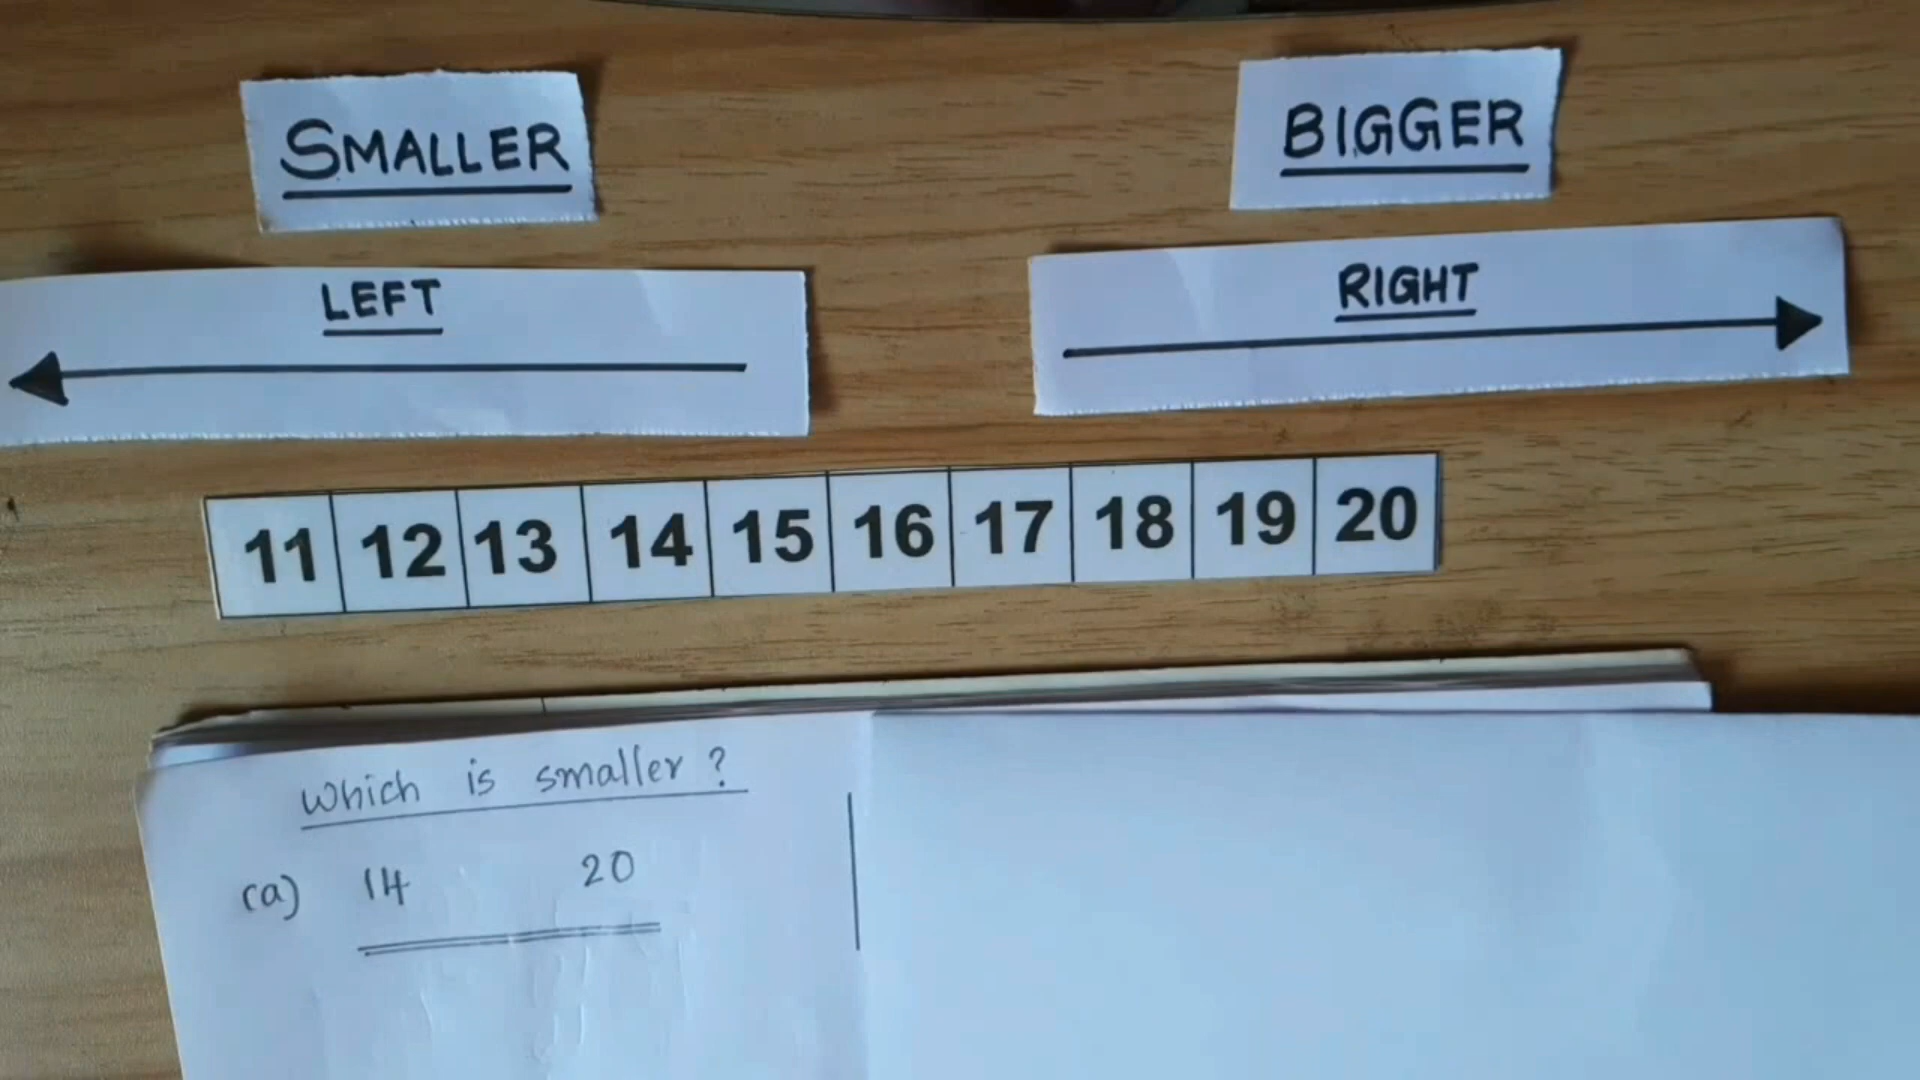 SMALLER
BIGGER
LEFT
RIGHT
11 12 13 14 15 16 17 18 19 20
Which is smaller?
(a) 14 20